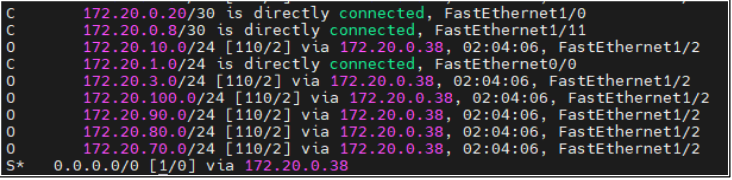 C       172.20.0.20/30 is directly connected, FastEthernet1/0
C       172.20.0.8/30 is directly connected, FastEthernet1/11
O       172.20.10.0/24 [110/2] via 172.20.0.38, 02:04:06, FastEthernet1/2
C       172.20.1.0/24 is directly connected, FastEthernet0/0
O       172.20.3.0/24 [110/2] via 172.20.0.38, 02:04:06, FastEthernet1/2
O       172.20.100.0/24 [110/2] via 172.20.0.38, 02:04:06, FastEthernet1/2
O       172.20.90.0/24 [110/2] via 172.20.0.38, 02:04:06, FastEthernet1/2
O       172.20.80.0/24 [110/2] via 172.20.0.38, 02:04:06, FastEthernet1/2
O       172.20.70.0/24 [110/2] via 172.20.0.38, 02:04:06, FastEthernet1/2
S*   0.0.0.0/0 [1/0] via 172.20.0.38